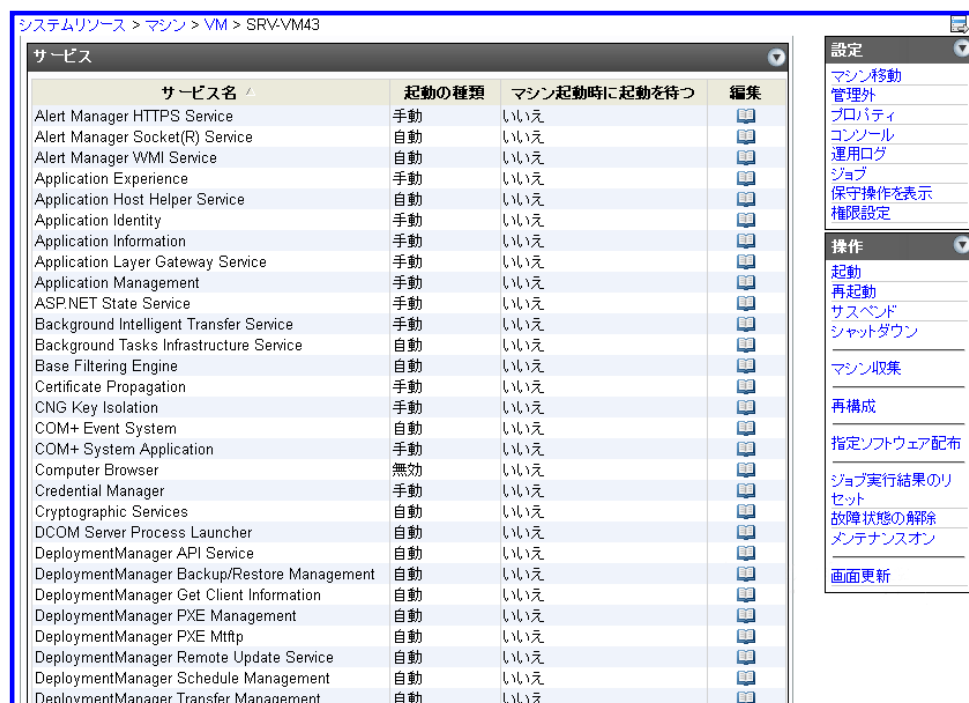 システムリソース > マシン > VM > SRV-VM43
サービス
サービス名 起動の種類 マシン起動時に起動を待つ 編集
Alert Manager HTTPS Service 手動 いいえ
Alert Manager Socket(R) Service 自動 いいえ
Alert Manager WMI Service 自動 いいえ
Application Experience 手動 いいえ
Application Host Helper Service 自動 いいえ
Application Identity 手動 いいえ
Application Information 手動 いいえ
Application Layer Gateway Service 手動 いいえ
Application Management 手動 いいえ
ASP.NET State Service 手動 いいえ
Background Intelligent Transfer Service 手動 いいえ
Background Tasks Infrastructure Service 自動 いいえ
Base Filtering Engine 自動 いいえ
Certificate Propagation 手動 いいえ
CNG Key Isolation 手動 いいえ
COM+ Event System 自動 いいえ
COM+ System Application 手動 いいえ
Computer Browser 無効 いいえ
Credential Manager 手動 いいえ
Cryptographic Services 自動 いいえ
DCOM Server Process Launcher 自動 いいえ
DeploymentManager API Service 自動 いいえ
DeploymentManager Backup/Restore Management 自動 いいえ
DeploymentManager Get Client Information 自動 いいえ
DeploymentManager PXE Management 自動 いいえ
DeploymentManager PXE Mtftp 自動 いいえ
DeploymentManager Remote Update Service 自動 いいえ
DeploymentManager Schedule Management 自動 いいえ
DeploymentManager Transfer Management 自動 いいえ
設定
マシン移動
管理外
プロパティ
コンソール
運用ログ
ジョブ
保守操作を表示
権限設定
操作
起動
再起動
サスペンド
シャットダウン
マシン収集
再構成
指定ソフトウェア配布
ジョブ実行結果のリ
セット
故障状態の解除
メンテナンスオン
画面更新